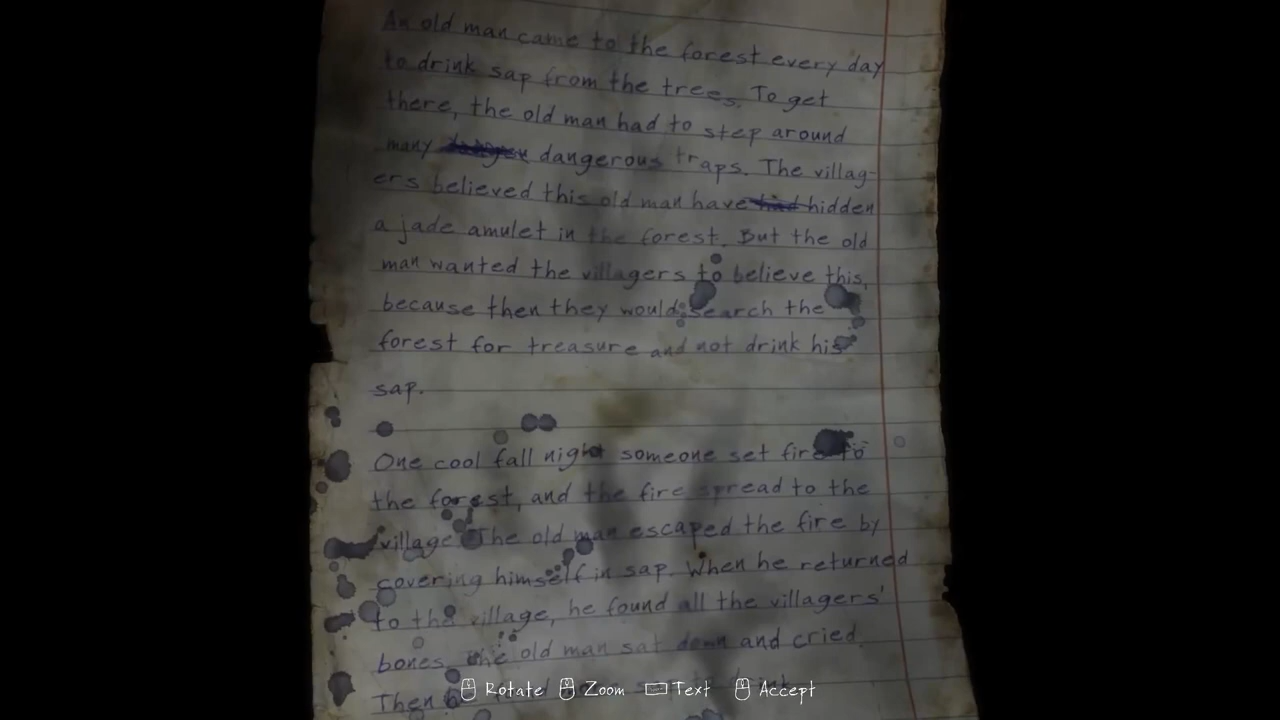 An old man came to the forest every day
to drink sap from the trees. To get
there, the old man had to step around
many dangerous traps. The villag-
ers believed this old man have hidden
a jade amulet in the forest. But the old
man wanted the villagers to believe this,
because then they would search the
forest for treasure and not drink his
sap.
One cool fall night someone set fire to
the forest, and the fire spread to the
village. The old man escaped the fire by
covering himself in sap. When he returned
to the village, he found all the villagers'
bones. The old man sat down and cried.
Then
Rotate Zoom Text Accept